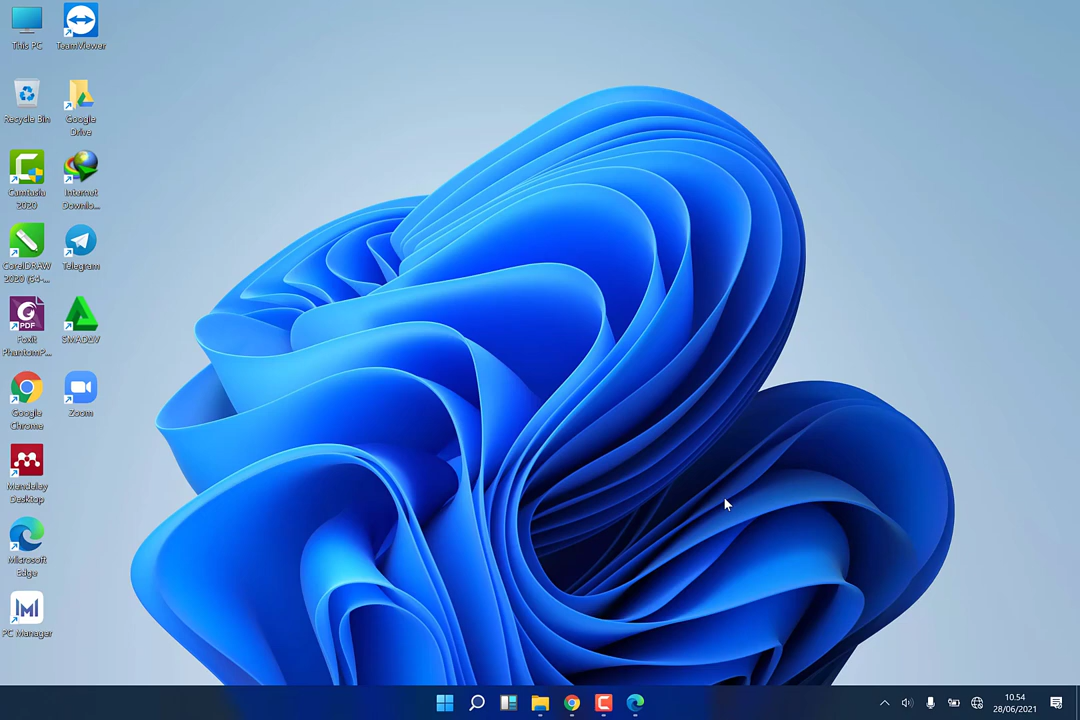 This PC
TeamViewer
Recycle Bin
Google
Drive
Camtasia
2020
Internet
Downlo...
CorelDRAW
2020 (64-...
Telegram
PDF
Foxit
PhantomP...
SMADAV
Google
Chrome
Zoom
Mendeley
Desktop
Microsoft
Edge
PC Manager
10.54
28/06/2021